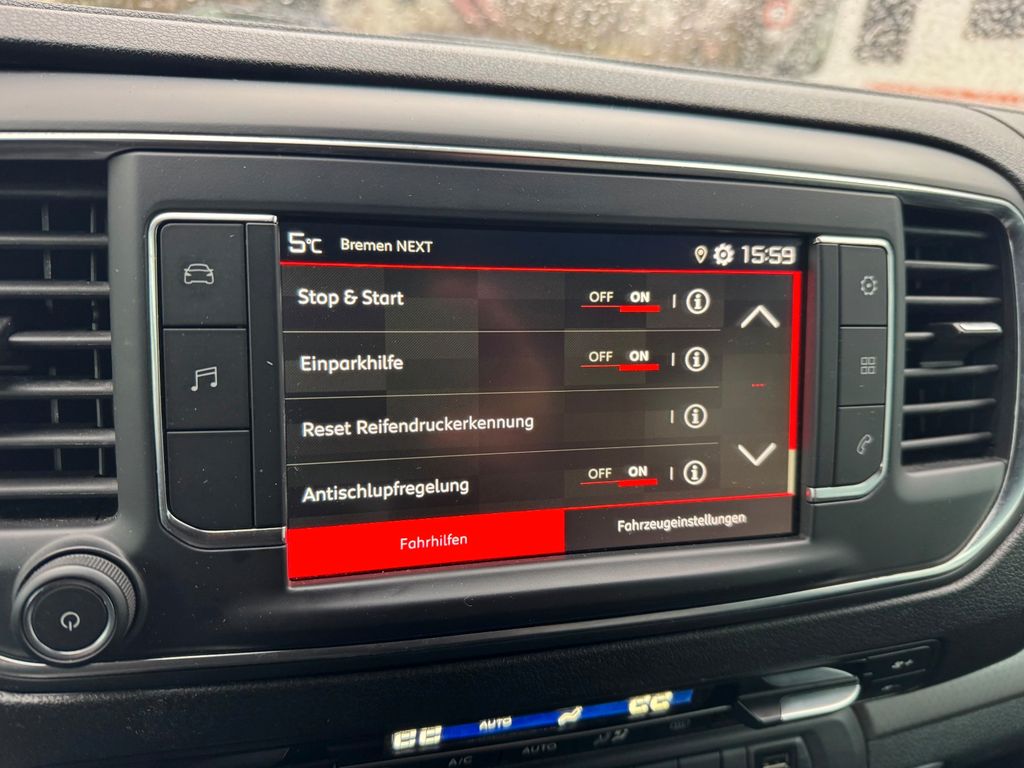 5°C Bremen NEXT 15:59
Stop & Start OFF ON
Einparkhilfe OFF ON
Reset Reifendruckerkennung
Antischlupfregelung OFF ON
Fahrhilfen Fahrzeugeinstellungen
AUTO
A/C AUTO